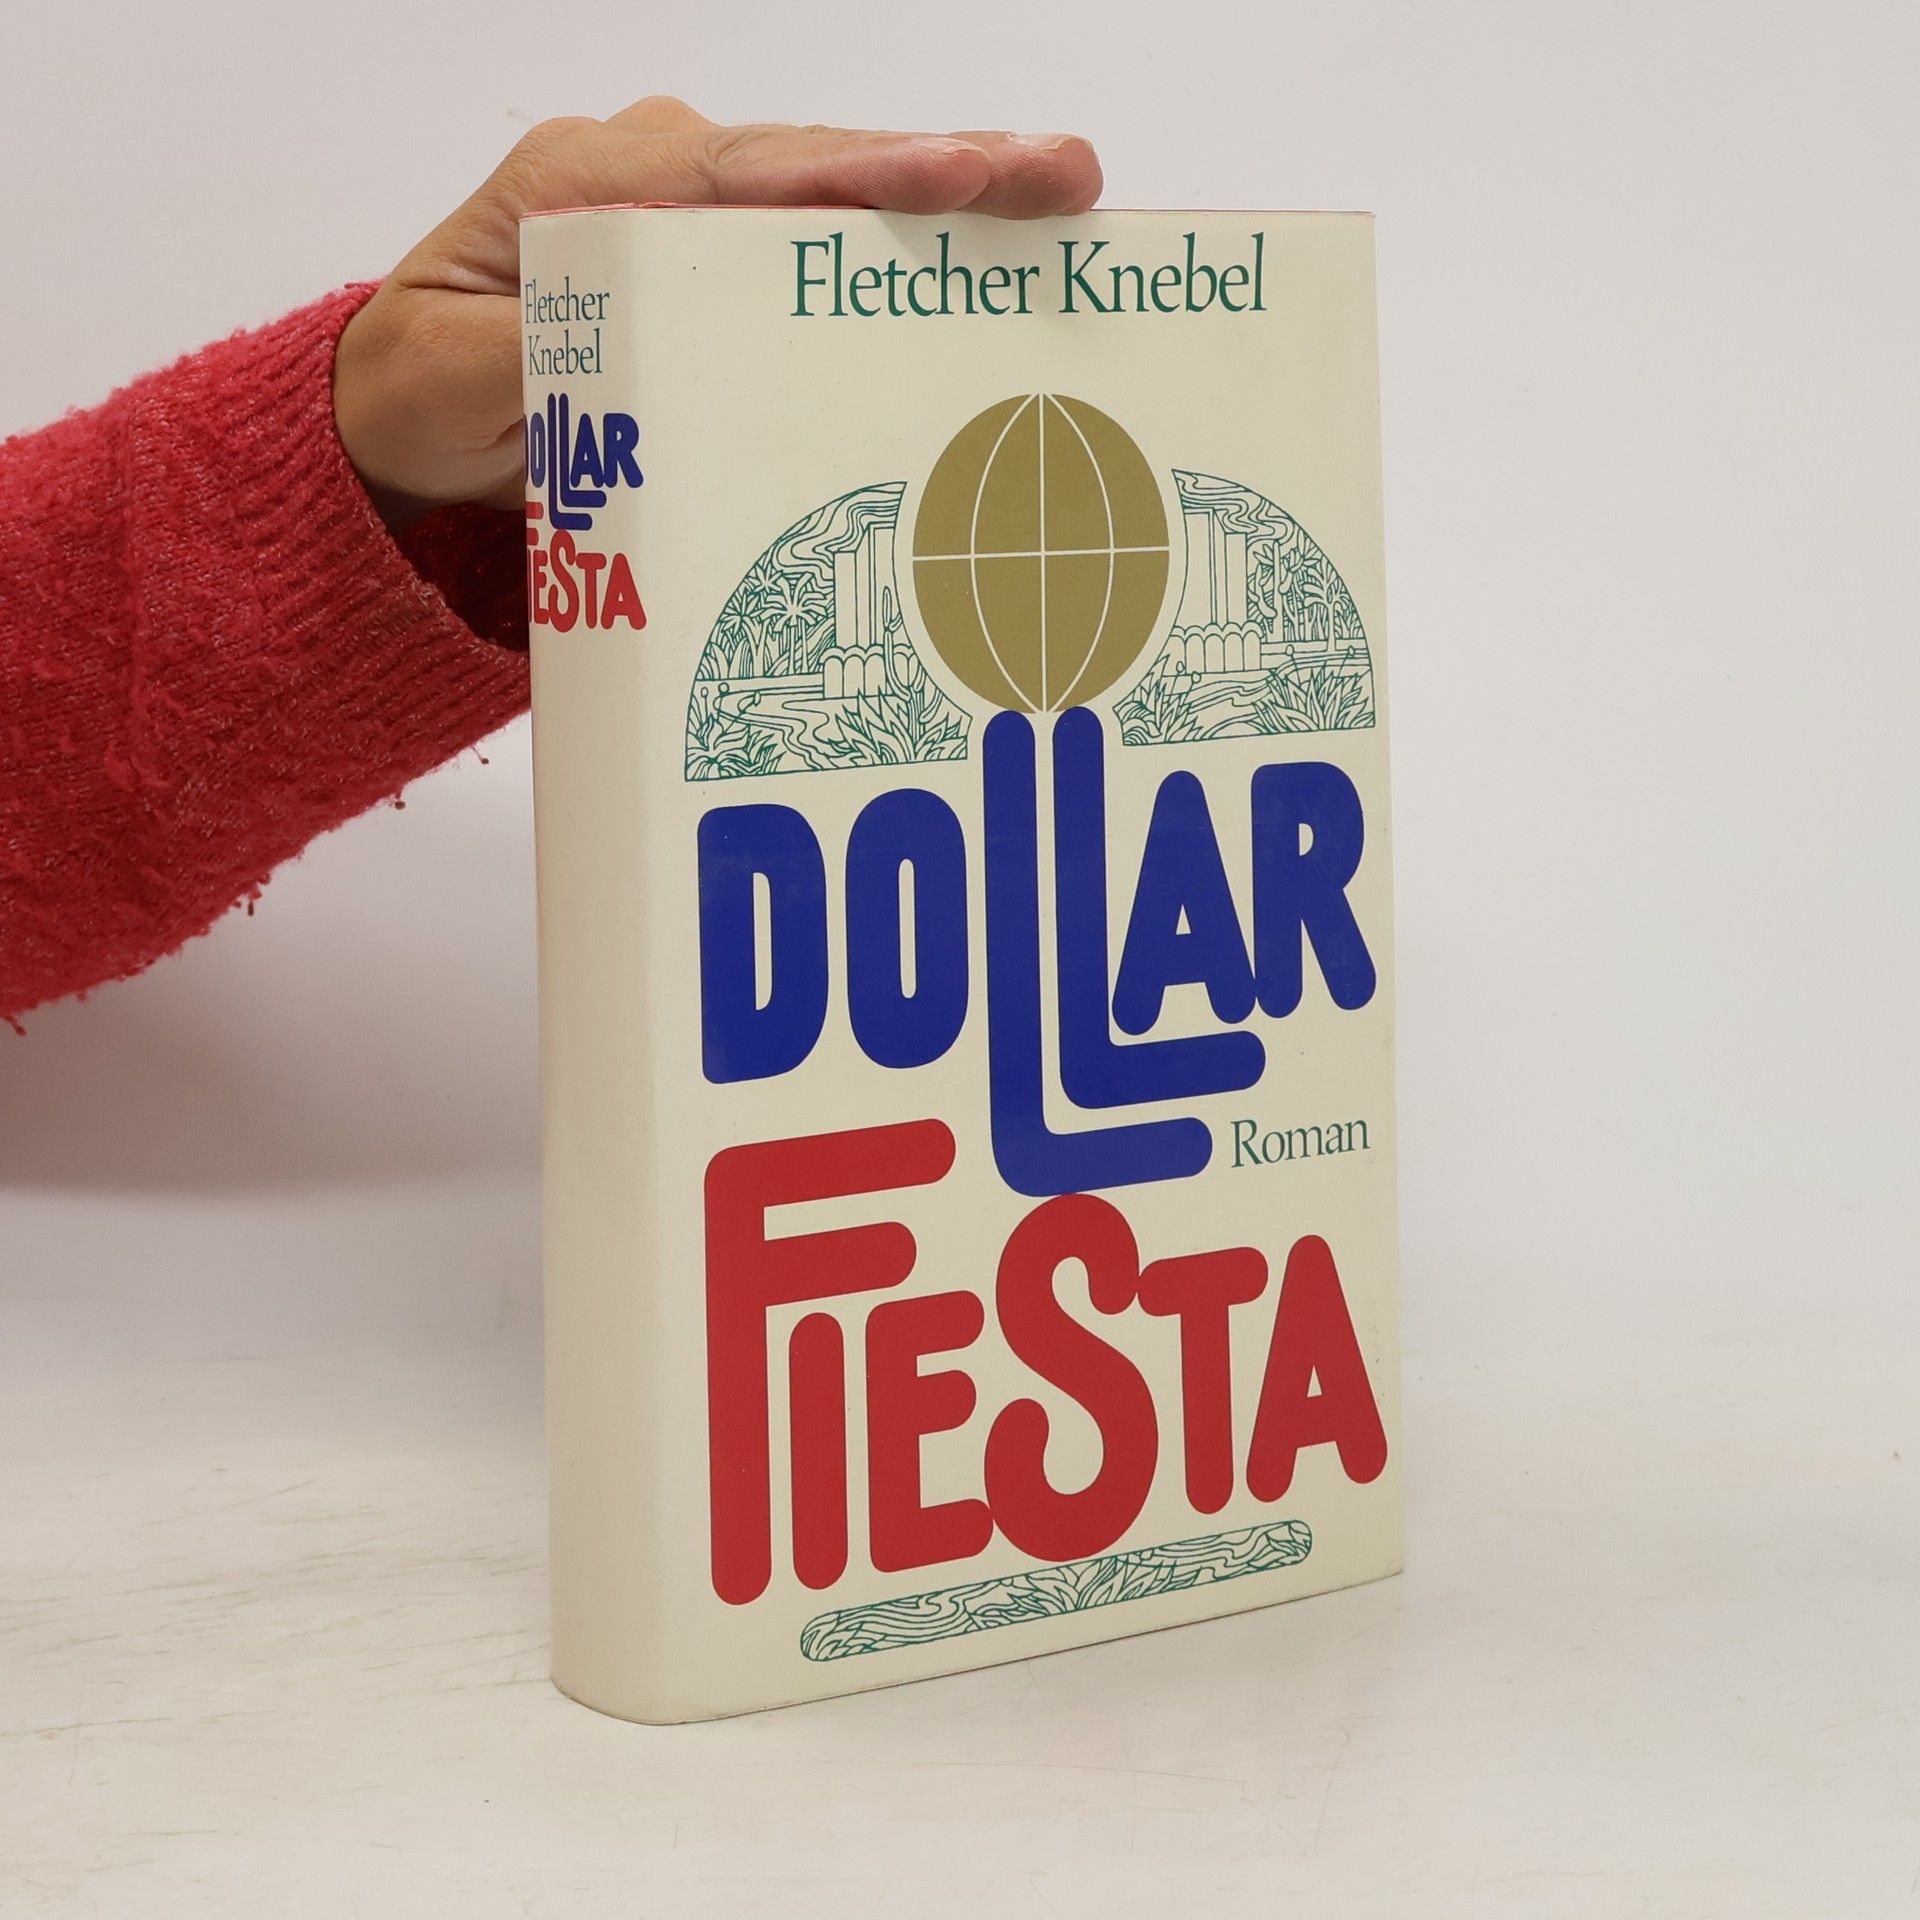 Fletcher Knebel
DOLLAR
Roman
FIESTA
Fletcher
Knebel
DOLLAR
FIESTA